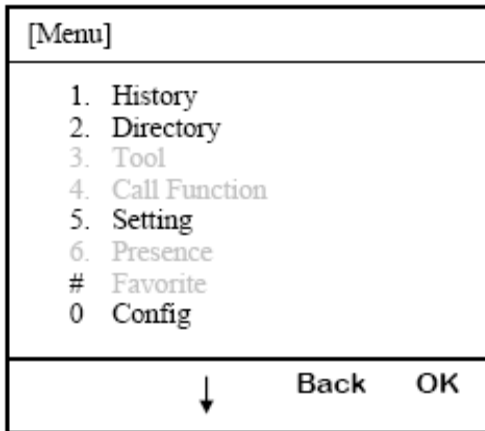 [Menu]
1. History
2. Directory
3. Tool
4. Call Function
5. Setting
6. Presence
# Favorite
0 Config
↓ Back OK